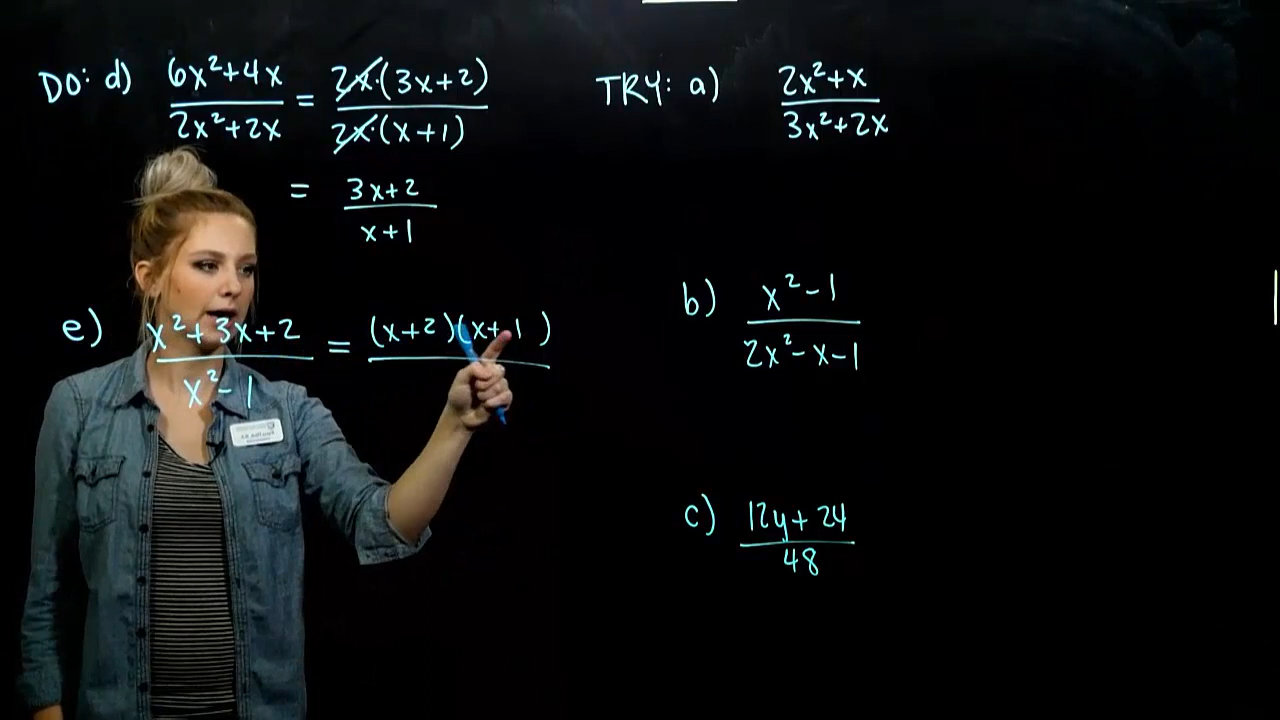 DO: d) 6x²+4x / 2x²+2x = 2x·(3x+2) / 2x·(x+1)
= 3x+2 / x+1
e) x²+3x+2 / x²-1 = (x+2)(x+1)
TRY: a) 2x²+x / 3x²+2x
b) x²-1 / 2x²-x-1
c) 12y+24 / 48